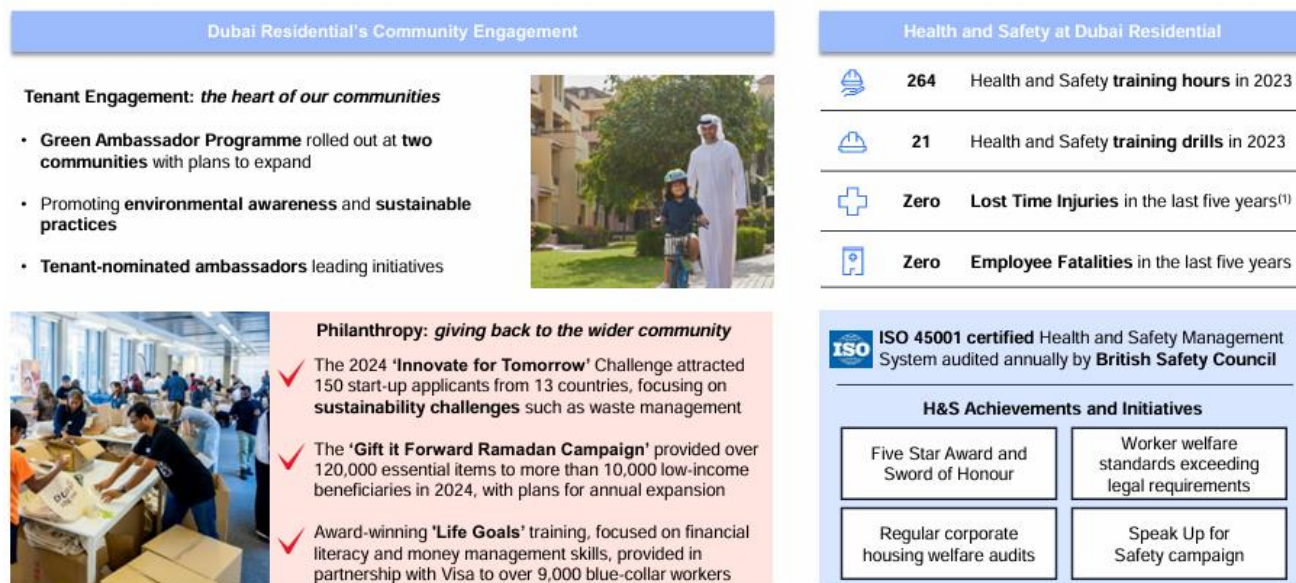 Dubai Residential's Community Engagement
Tenant Engagement: the heart of our communities
• Green Ambassador Programme rolled out at two
communities with plans to expand
• Promoting environmental awareness and sustainable
practices
• Tenant-nominated ambassadors leading initiatives
Philanthropy: giving back to the wider community
The 2024 'Innovate for Tomorrow' Challenge attracted
150 start-up applicants from 13 countries, focusing on
sustainability challenges such as waste management
The 'Gift it Forward Ramadan Campaign' provided over
120,000 essential items to more than 10,000 low-income
beneficiaries in 2024, with plans for annual expansion
Award-winning 'Life Goals' training, focused on financial
literacy and money management skills, provided in
partnership with Visa to over 9,000 blue-collar workers
Health and Safety at Dubai Residential
264 Health and Safety training hours in 2023
21 Health and Safety training drills in 2023
Zero Lost Time Injuries in the last five years(1)
Zero Employee Fatalities in the last five years
ISO
ISO 45001 certified Health and Safety Management
System audited annually by British Safety Council
H&S Achievements and Initiatives
Five Star Award and
Sword of Honour
Worker welfare
standards exceeding
legal requirements
Regular corporate
housing welfare audits
Speak Up for
Safety campaign